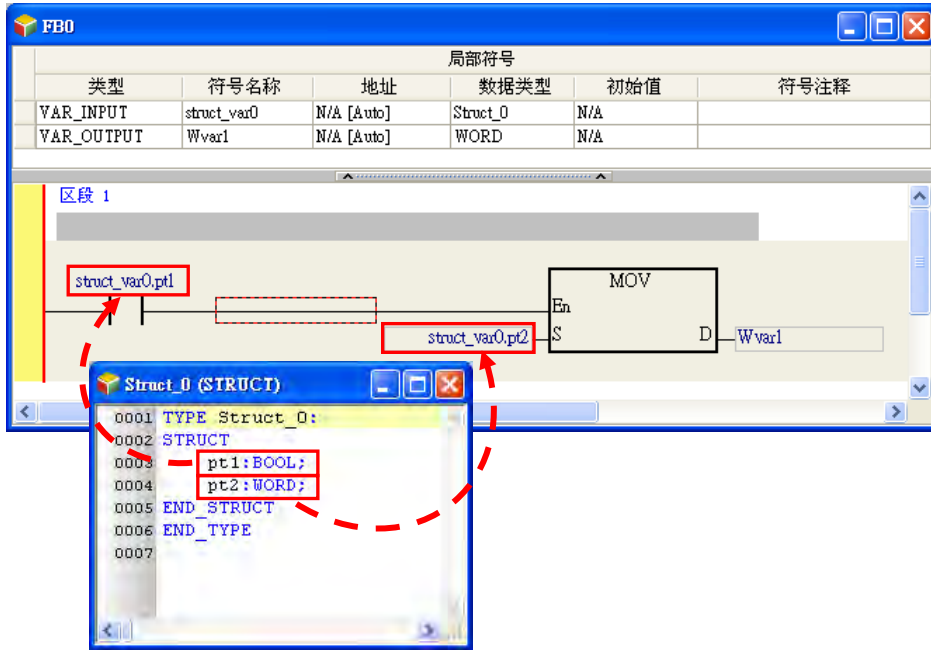 FB0
局部符号
类型 符号名称 地址 数据类型 初始值 符号注释
VAR_INPUT struct_var0 N/A [Auto] Struct_0 N/A
VAR_OUTPUT Wvar1 N/A [Auto] WORD N/A
区段 1
struct_var0.pt1
MOV
En
struct_var0.pt2 S D Wvar1
Struct_0 (STRUCT)
0001 TYPE Struct_0:
0002 STRUCT
0003 pt1:BOOL;
0004 pt2:WORD;
0005 END_STRUCT
0006 END_TYPE
0007